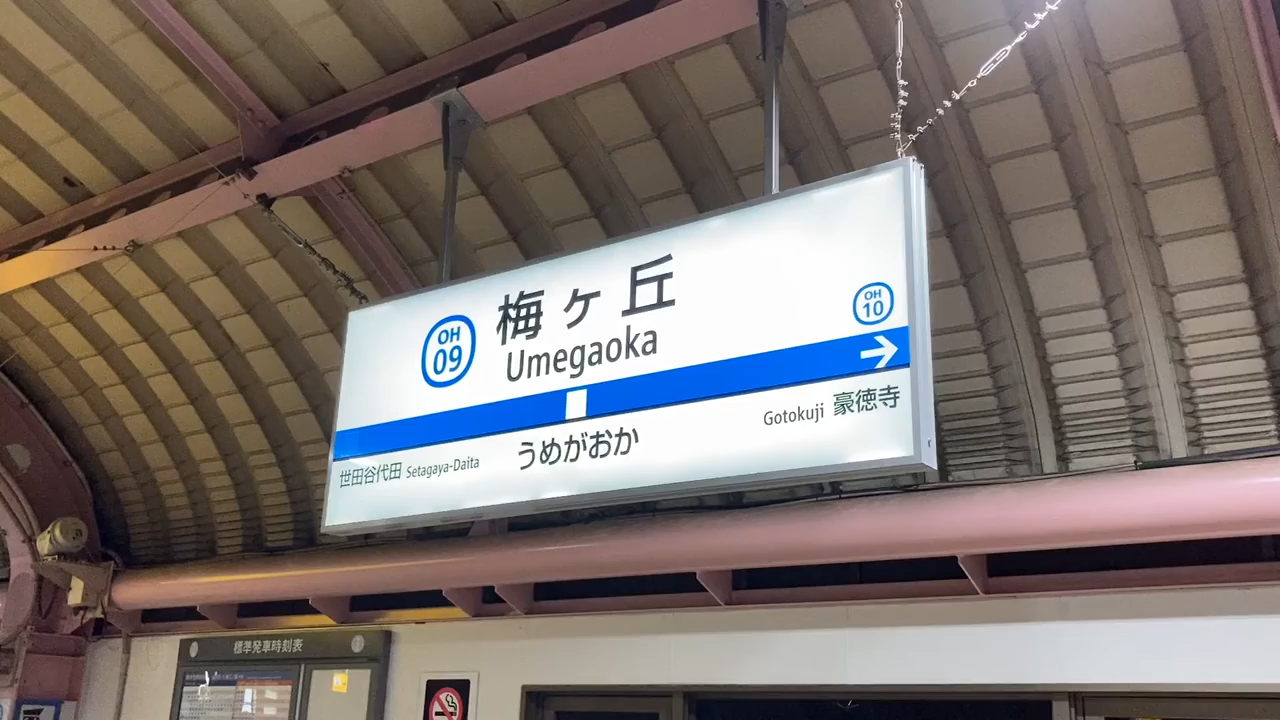 OH
09
梅ヶ丘
Umegaoka
OH
10
うめがおか
世田谷代田 Setagaya-Daita
Gotokuji 豪徳寺
標準発車時刻表